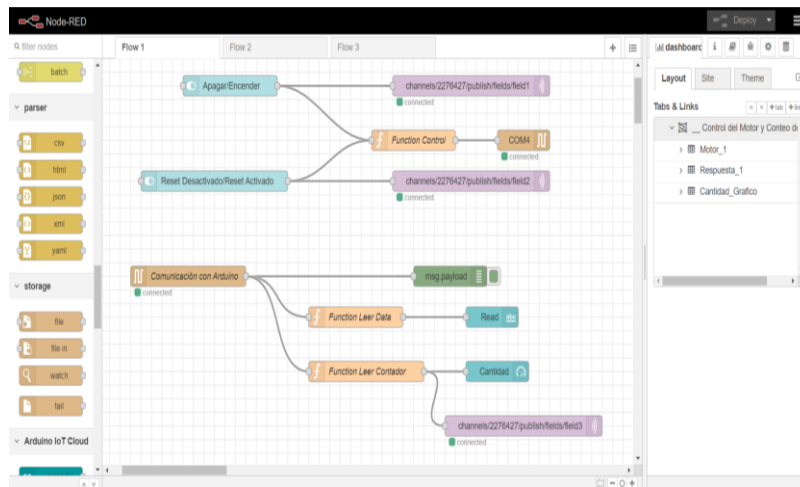 Node-RED
Deploy
filter nodes
Flow 1
Flow 2
Flow 3
dashboard
batch
parser
csv
html
json
xml
yaml
storage
file
file in
watch
tail
Arduino IoT Cloud
Apagar/Encender
channels/2276427/publish/fields/field1
connected
Function Control
COM4
connected
Reset Desactivado/Reset Activado
channels/2276427/publish/fields/field2
connected
Comunicación con Arduino
connected
msg.payload
Function Leer Data
Read
abc
Function Leer Contador
Cantidad
channels/2276427/publish/fields/field3
connected
Layout
Site
Theme
Tabs & Links
+ tab
Control del Motor y Conteo de
Motor_1
Respuesta_1
Cantidad_Grafico